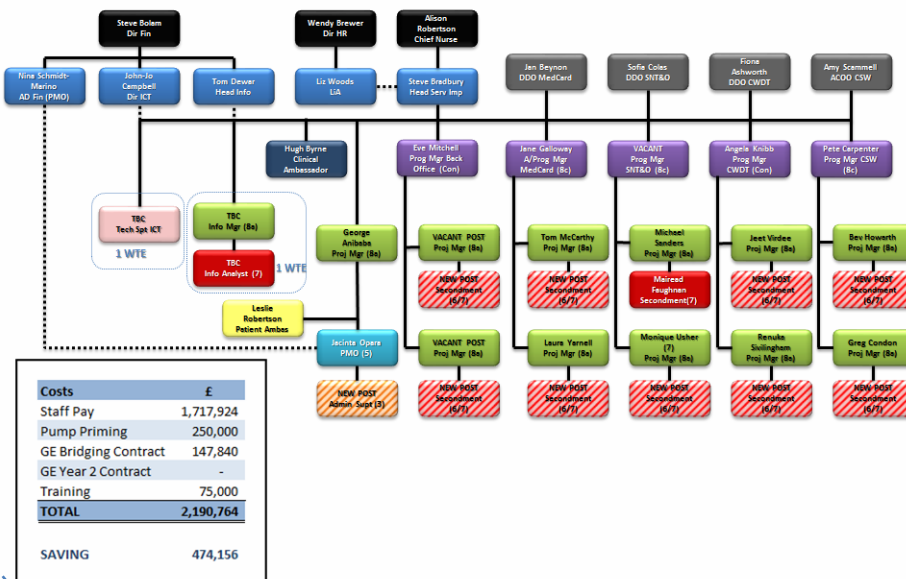 Steve Bolam
Dir Fin
Wendy Brewer
Dir HR
Alison
Robertson
Chief Nurse
Nina Schmidt-
Marino
AD Fin (PMO)
John-Jo
Campbell
Dir ICT
Tom Dewar
Head Info
Liz Woods
LiA
Steve Bradbury
Head Serv Imp
Jan Beynon
DDO MedCard
Sofia Colas
DDO SNT&O
Fiona
Ashworth
DDO CWDT
Amy Scammell
ACOO CSW
Hugh Byrne
Clinical
Ambassador
Eve Mitchell
Prog Mgr Back
Office (Con)
Jane Galloway
A/Prog Mgr
MedCard (8c)
VACANT
Prog Mgr
SNT&O (8c)
Angela Knibb
Prog Mgr
CWDT (Con)
Pete Carpenter
Prog Mgr CSW
(8c)
TBC
Tech Spt ICT
1 WTE
TBC
Info Mgr (8a)
TBC
Info Analyst (7)
1 WTE
George
Anibaba
Proj Mgr (8a)
VACANT POST
Proj Mgr (8a)
Tom McCarthy
Proj Mgr (8a)
Michael
Sanders
Proj Mgr (8a)
Jeet Virdee
Proj Mgr (8a)
Bev Howarth
Proj Mgr (8a)
NEW POST
Secondment
(6/7)
NEW POST
Secondment
(6/7)
Mairead
Faughnan
Secondment(7)
NEW POST
Secondment
(6/7)
NEW POST
Secondment
(6/7)
Leslie
Robertson
Patient Ambas
Jacinta Opara
PMO (5)
VACANT POST
Proj Mgr (8a)
Laura Yarnell
Proj Mgr (8a)
Monique Usher
(7)
Proj Mgr (8a)
Renuka
Sivilingham
Proj Mgr (8a)
Greg Condon
Proj Mgr (8a)
NEW POST
Admin Supt (3)
NEW POST
Secondment
(6/7)
NEW POST
Secondment
(6/7)
NEW POST
Secondment
(6/7)
NEW POST
Secondment
(6/7)
NEW POST
Secondment
(6/7)
Costs £
Staff Pay 1,717,924
Pump Priming 250,000
GE Bridging Contract 147,840
GE Year 2 Contract -
Training 75,000
TOTAL 2,190,764
SAVING 474,156